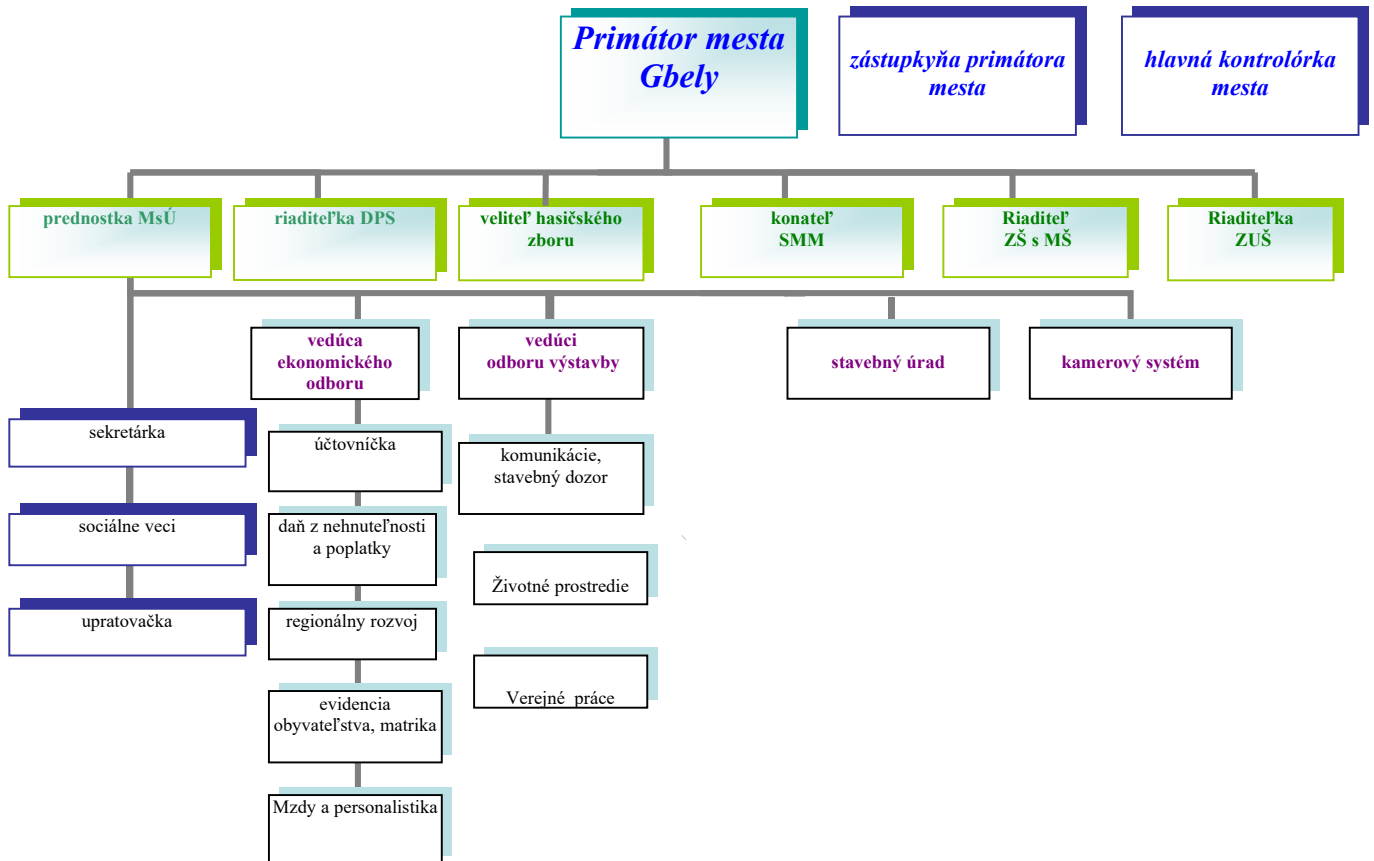 Primátor mesta
Gbely
zástupkyňa primátora
mesta
hlavná kontrolórka
mesta
prednostka MsÚ
riaditeľka DPS
veliteľ hasičského
zboru
konateľ
SMM
Riaditeľ
ZŠ s MŠ
Riaditeľka
ZUŠ
vedúca
ekonomického
odboru
vedúci
odboru výstavby
stavebný úrad
kamerový systém
sekretárka
sociálne veci
upratovačka
účtovníčka
daň z nehnuteľnosti
a poplatky
regionálny rozvoj
evidencia
obyvateľstva, matrika
Mzdy a personalistika
komunikácie,
stavebný dozor
Životné prostredie
Verejné  práce